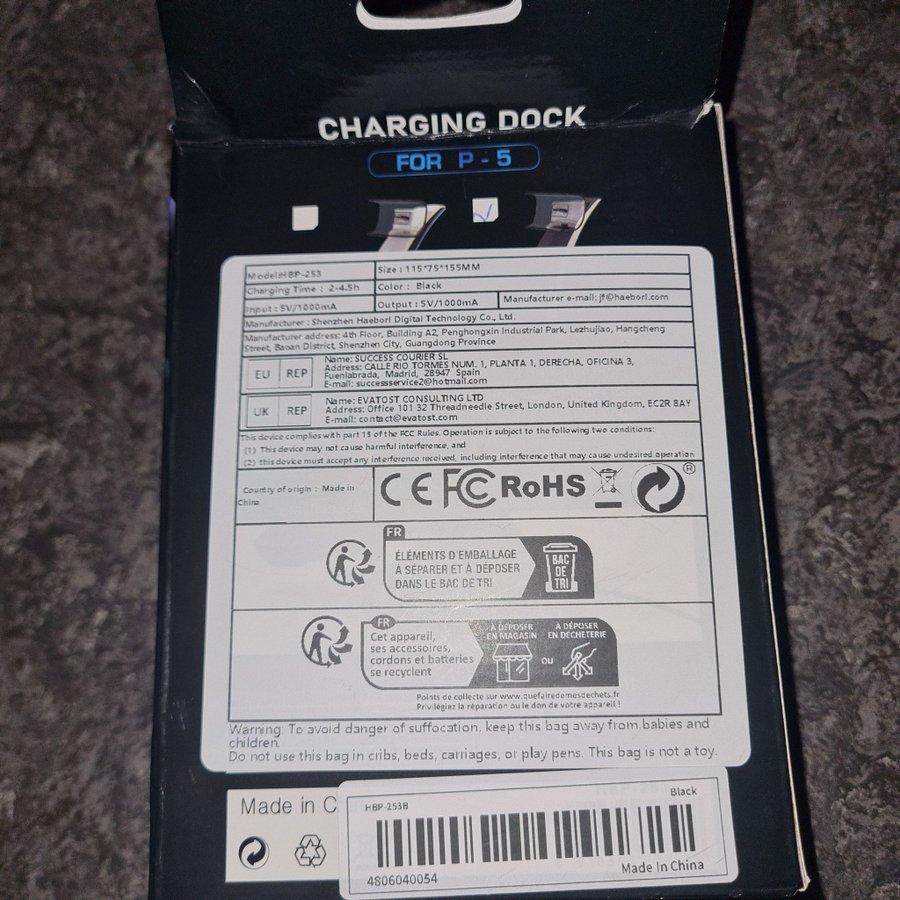 CHARGING DOCK
FOR P-5
Model:HBP-253
Size : 115*75*155MM
Charging Time : 2-4.5h
Color : Black
Input : 5V/1000mA
Output : 5V/1000mA
Manufacturer e-mail: jf@haeborl.com
Manufacturer : Shenzhen Haeborl Digital Technology Co., Ltd.
Manufacturer address: 4th Floor, Building A2, Penghongxin Industrial Park, Lezhujiao, Hangcheng
Street, Baoan District, Shenzhen City, Guangdong Province
EU REP
Name: SUCCESS COURIER SL
Address: CALLE RIO TORMES NUM. 1, PLANTA 1, DERECHA, OFICINA 3,
Fuenlabrada, Madrid, 28947 Spain
E-mail: successservice2@hotmail.com
UK REP
Name: EVATOST CONSULTING LTD
Address: Office 101 32 Threadneedle Street, London, United Kingdom, EC2R 8AY
E-mail: contact@evatost.com
This device complies with part 15 of the FCC Rules. Operation is subject to the following two conditions:
(1) This device may not cause harmful interference, and
(2) this device must accept any interference received, including interference that may cause undesired operation
Country of origin : Made in
China
CE FC RoHS ®
FR
ÉLÉMENTS D'EMBALLAGE
À SÉPARER ET À DÉPOSER
DANS LE BAC DE TRI
BAC
DE
TRI
FR
Cet appareil,
ses accessoires,
cordons et batteries
se recyclent
À DÉPOSER
EN MAGASIN
OU
À DÉPOSER
EN DÉCHÈTERIE
Points de collecte sur www.quefairedemesdechets.fr
Privilégiez la réparation ou le don de votre appareil !
Warning: To avoid danger of suffocation, keep this bag away from babies and
children.
Do not use this bag in cribs, beds, carriages, or play pens. This bag is not a toy.
Made in C
HBP-253B
Black
4806040054
Made In China